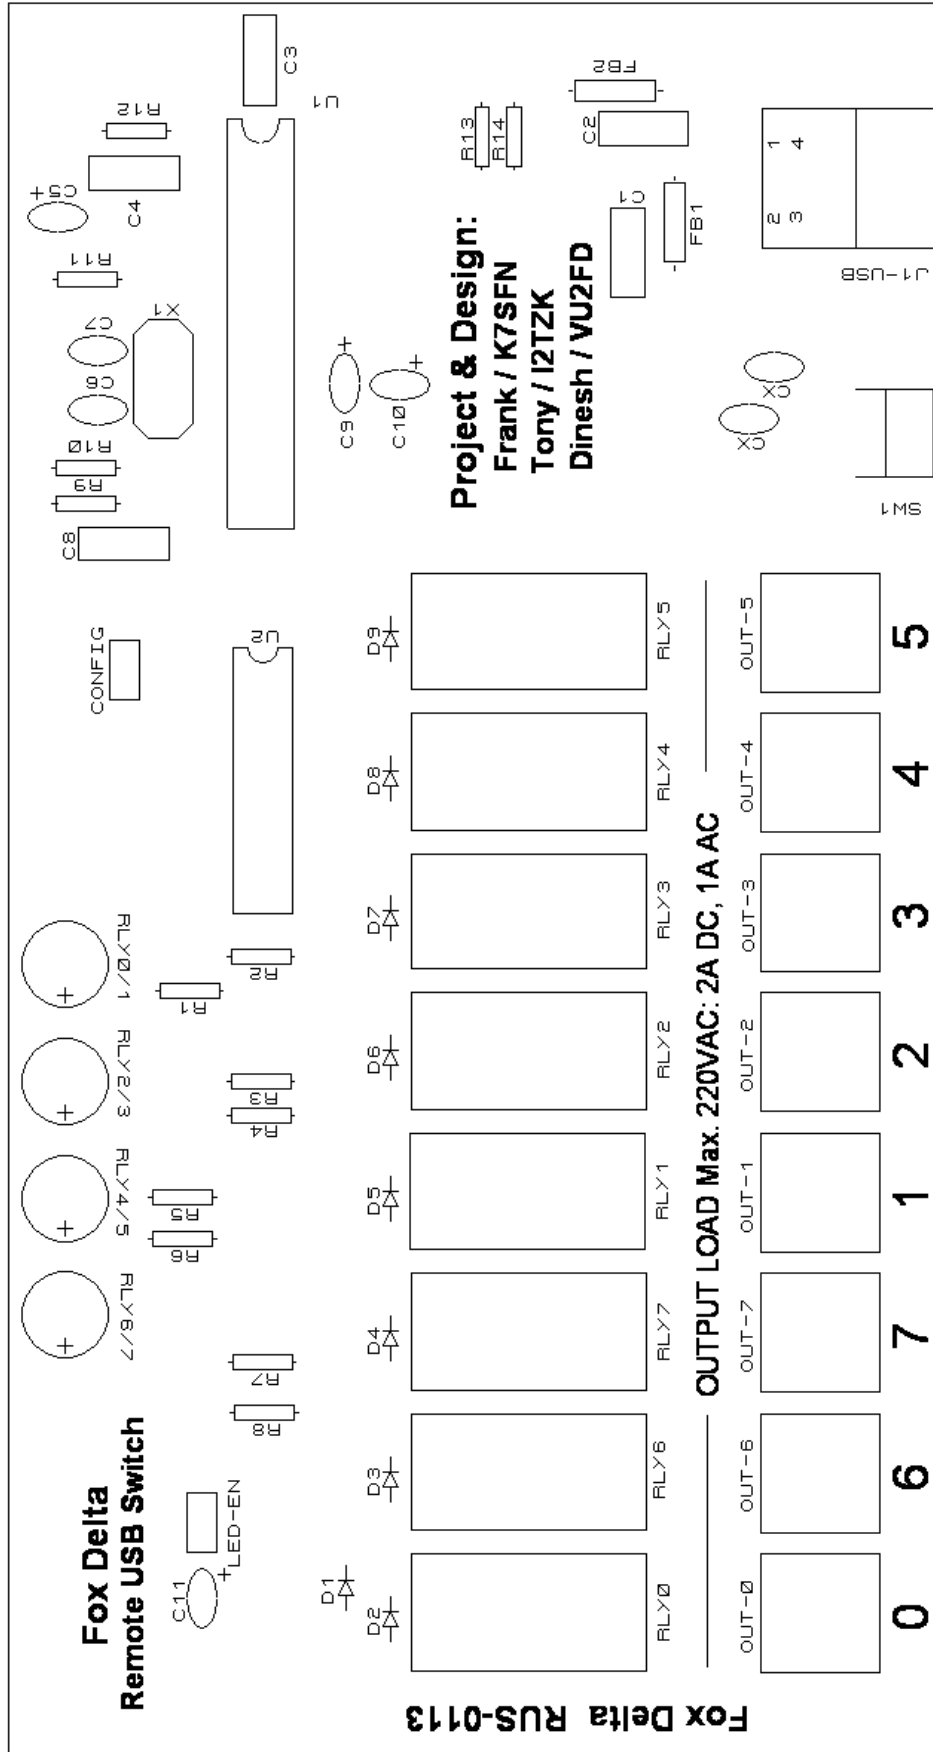 Fox Delta
Remote USB Switch
Fox Delta RUS-0113
Project & Design:
Frank / K7SFN
Tony / I2TZK
Dinesh / VU2FD
OUTPUT LOAD Max. 220VAC: 2A DC, 1A AC
C3
U1
R12
C4
C5+
R11
X1
C7
C6
R10
R9
C8
CONFIG
U2
+
C9
+
C10
R13
R14
FB2
C2
C1
FB1
1
4
2
3
J1-USB
CX
CX
SW1
RLY0/1
+
RLY2/3
+
RLY4/5
+
RLY6/7
+
R2
R1
R3
R4
R5
R6
R7
R8
LED-EN
+
C11
D1
D2
D3
D4
D5
D6
D7
D8
D9
RLY0
RLY6
RLY7
RLY1
RLY2
RLY3
RLY4
RLY5
OUT-0
OUT-6
OUT-7
OUT-1
OUT-2
OUT-3
OUT-4
OUT-5
0
6
7
1
2
3
4
5